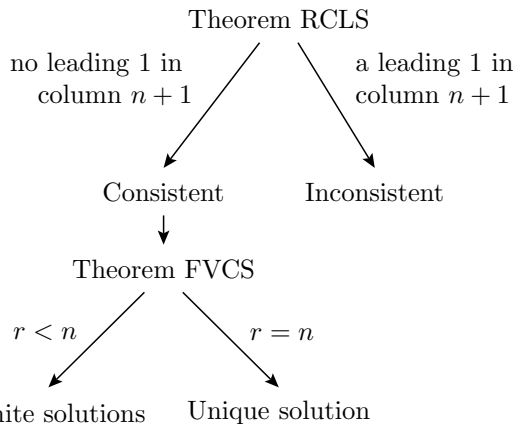 Theorem RCLS
no leading 1 in
column n + 1
a leading 1 in
column n + 1
Consistent
Inconsistent
Theorem FVCS
r < n
r = n
nite solutions
Unique solution